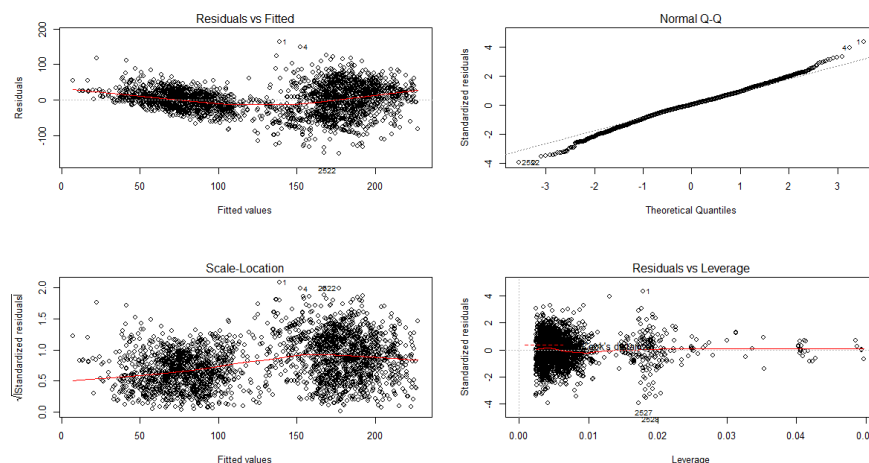 Residuals vs Fitted
Residuals
-100 0 100 200
1
4
2522
0 50 100 150 200
Fitted values
Normal Q-Q
Standardized residuals
-4 -2 0 2 4
4
1
-3 -2 -1 0 1 2 3
Theoretical Quantiles
Scale-Location
√|Standardized residuals|
0.0 0.5 1.0 1.5 2.0
1
4
2522
0 50 100 150 200
Fitted values
Residuals vs Leverage
Standardized residuals
-4 -2 0 2 4
1
2527
2528
0.00 0.01 0.02 0.03 0.04
Leverage